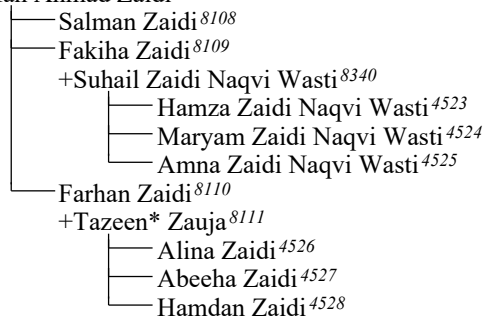 Salman Zaidi 8108
Fakiha Zaidi 8109
+Suhail Zaidi Naqvi Wasti 8340
Hamza Zaidi Naqvi Wasti 4523
Maryam Zaidi Naqvi Wasti 4524
Amna Zaidi Naqvi Wasti 4525
Farhan Zaidi 8110
+Tazeen* Zauja 8111
Alina Zaidi 4526
Abeeha Zaidi 4527
Hamdan Zaidi 4528